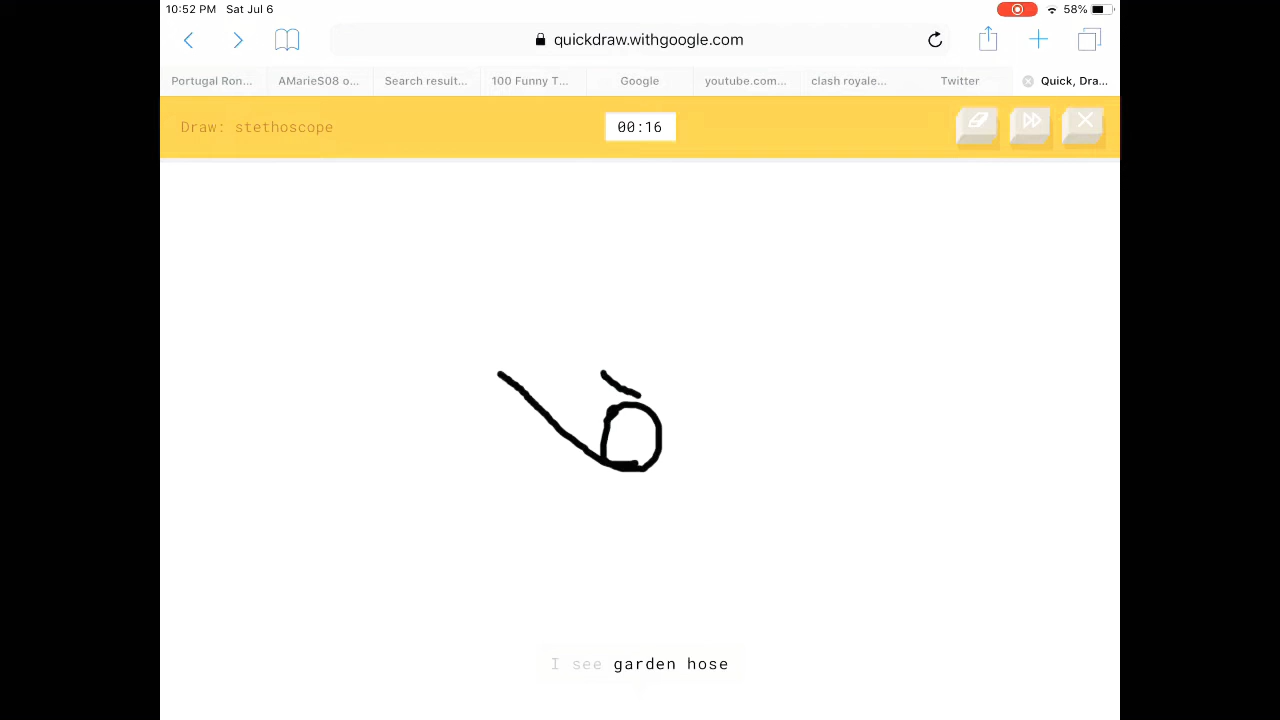 10:52 PM Sat Jul 6 58%
quickdraw.withgoogle.com
Portugal Ron... AMarieS08 o... Search result... 100 Funny T... Google youtube.com... clash royale... Twitter Quick, Dra...
Draw: stethoscope 00:16
I see garden hose